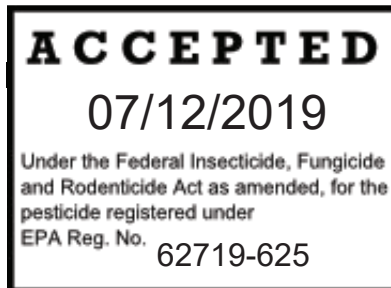 ACCEPTED
07/12/2019
Under the Federal Insecticide, Fungicide
and Rodenticide Act as amended, for the
pesticide registered under
EPA Reg. No. 62719-625